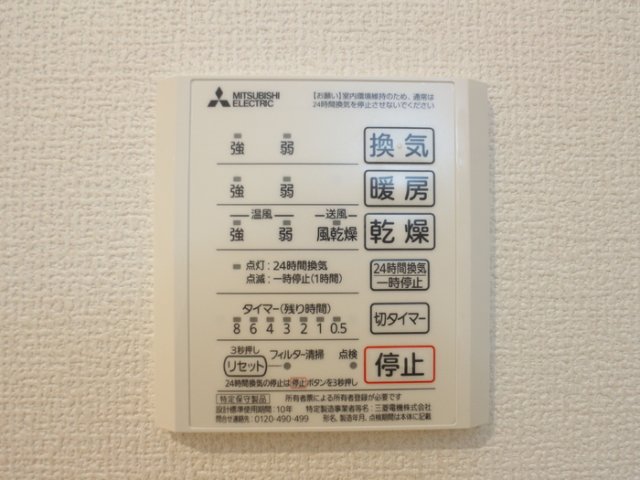 MITSUBISHI ELECTRIC
【お願い】室内環境維持のため、通常は
24時間換気を停止させないでください
強 弱 換気
強 弱 暖房
温風 送風
強 弱 風乾燥 乾燥
点灯：24時間換気
点滅：一時停止(1時間)
24時間換気
一時停止
タイマー(残り時間)
8 6 4 3 2 1 0.5
切タイマー
3秒押し
リセット フィルター清掃 点検
停止
24時間換気の停止は停止ボタンを3秒押し
特定保守製品 所有者票による所有者登録が必要です
設計標準使用期間：10年 特定製造事業者等名：三菱電機株式会社
問合せ連絡先：0120-490-499 形名、製造年月、点検期間は本体に記載